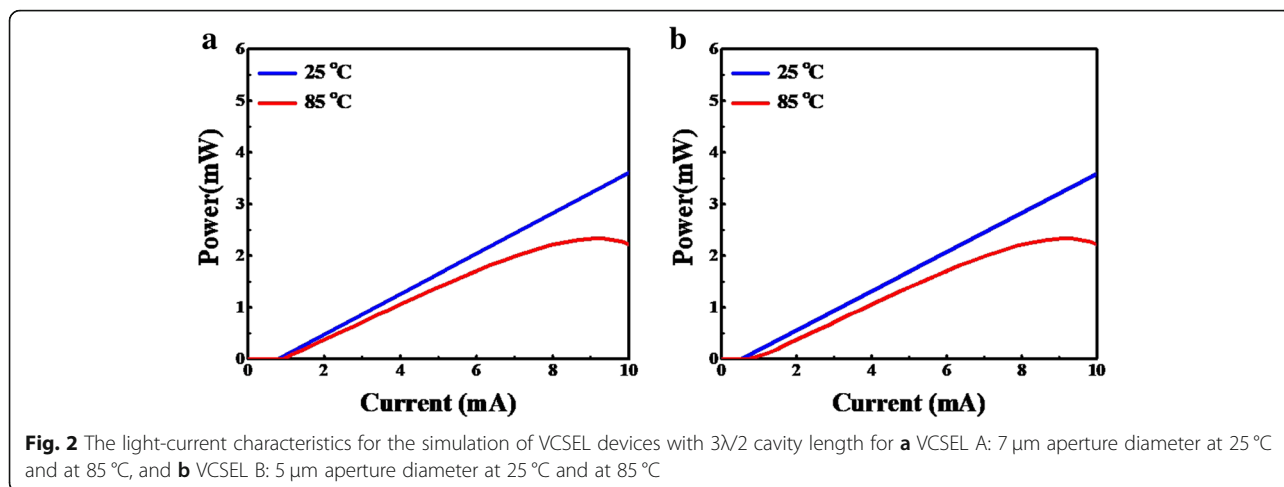 a
6
5
4
3
2
1
0
Power(mW)
25 °C
85 °C
0 2 4 6 8 10
Current (mA)
b
6
5
4
3
2
1
0
Power(mW)
25 °C
85 °C
0 2 4 6 8 10
Current (mA)
Fig. 2 The light-current characteristics for the simulation of VCSEL devices with 3λ/2 cavity length for a VCSEL A: 7 μm aperture diameter at 25 °C
and at 85 °C, and b VCSEL B: 5 μm aperture diameter at 25 °C and at 85 °C